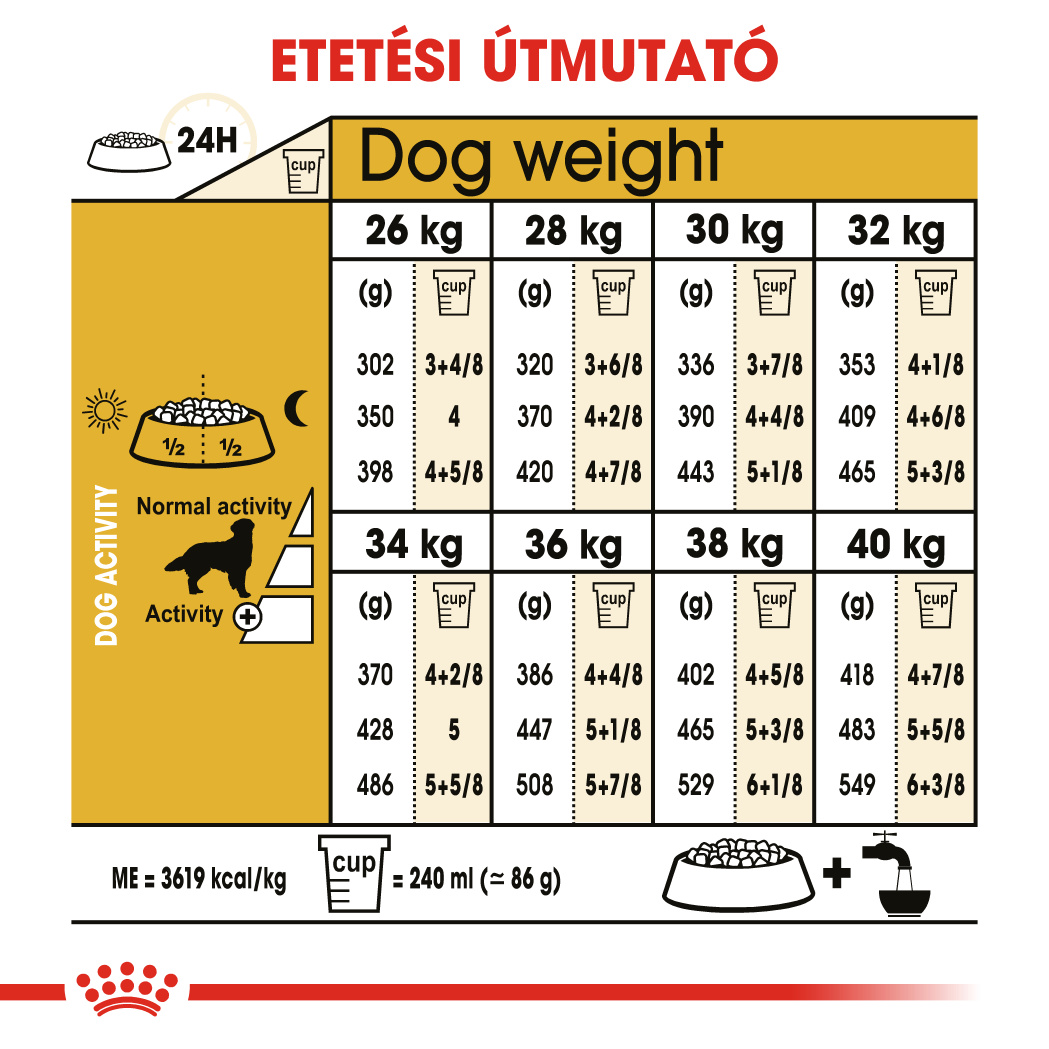 ETETÉSI ÚTMUTATÓ
24H
cup
Dog weight
26 kg 28 kg 30 kg 32 kg
(g) cup (g) cup (g) cup (g) cup
302 3+4/8 320 3+6/8 336 3+7/8 353 4+1/8
350 4 370 4+2/8 390 4+4/8 409 4+6/8
398 4+5/8 420 4+7/8 443 5+1/8 465 5+3/8
½ ½
DOG ACTIVITY
Normal activity
Activity +
34 kg 36 kg 38 kg 40 kg
(g) cup (g) cup (g) cup (g) cup
370 4+2/8 386 4+4/8 402 4+5/8 418 4+7/8
428 5 447 5+1/8 465 5+3/8 483 5+5/8
486 5+5/8 508 5+7/8 529 6+1/8 549 6+3/8
ME = 3619 kcal/kg cup = 240 ml (≃ 86 g) +